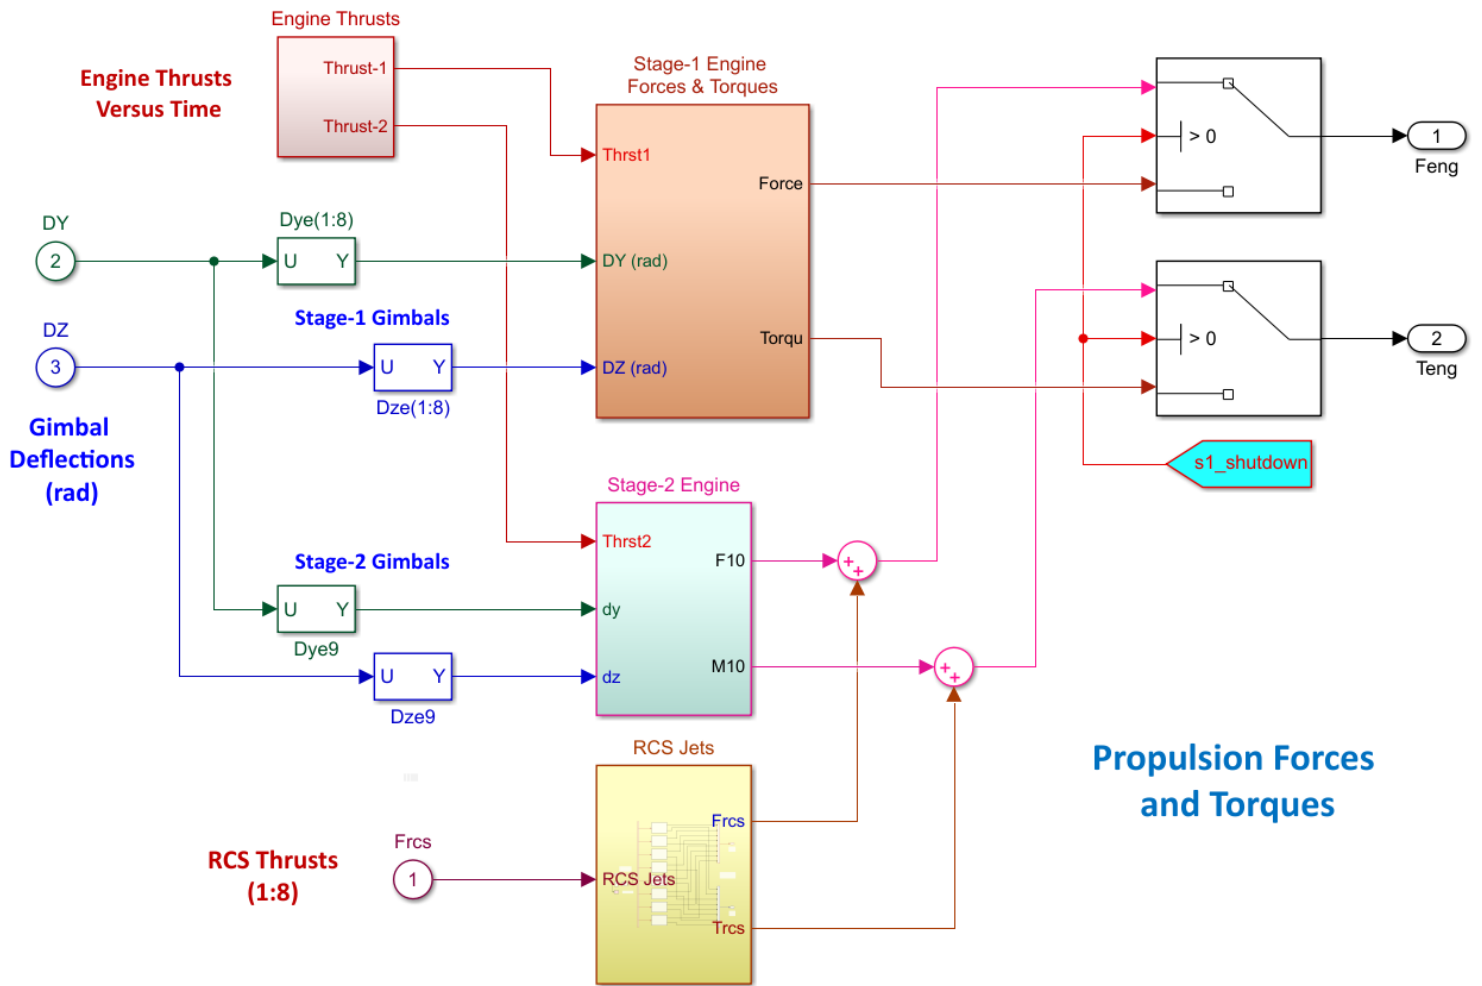 Engine Thrusts
Engine Thrusts
Versus Time
Thrust-1
Thrust-2
Stage-1 Engine
Forces & Torques
Thrst1
Force
DY (rad)
Torqu
DZ (rad)
> 0
1
Feng
DY
2
Dye(1:8)
U Y
Stage-1 Gimbals
DZ
3
U Y
Dze(1:8)
> 0
2
Teng
Gimbal
Deflections
(rad)
s1_shutdown
Stage-2 Engine
Thrst2
F10
dy
M10
dz
+
+
+
+
Stage-2 Gimbals
U Y
Dye9
U Y
Dze9
RCS Jets
Frcs
RCS Jets
Trcs
Frcs
1
RCS Thrusts
(1:8)
Propulsion Forces
and Torques